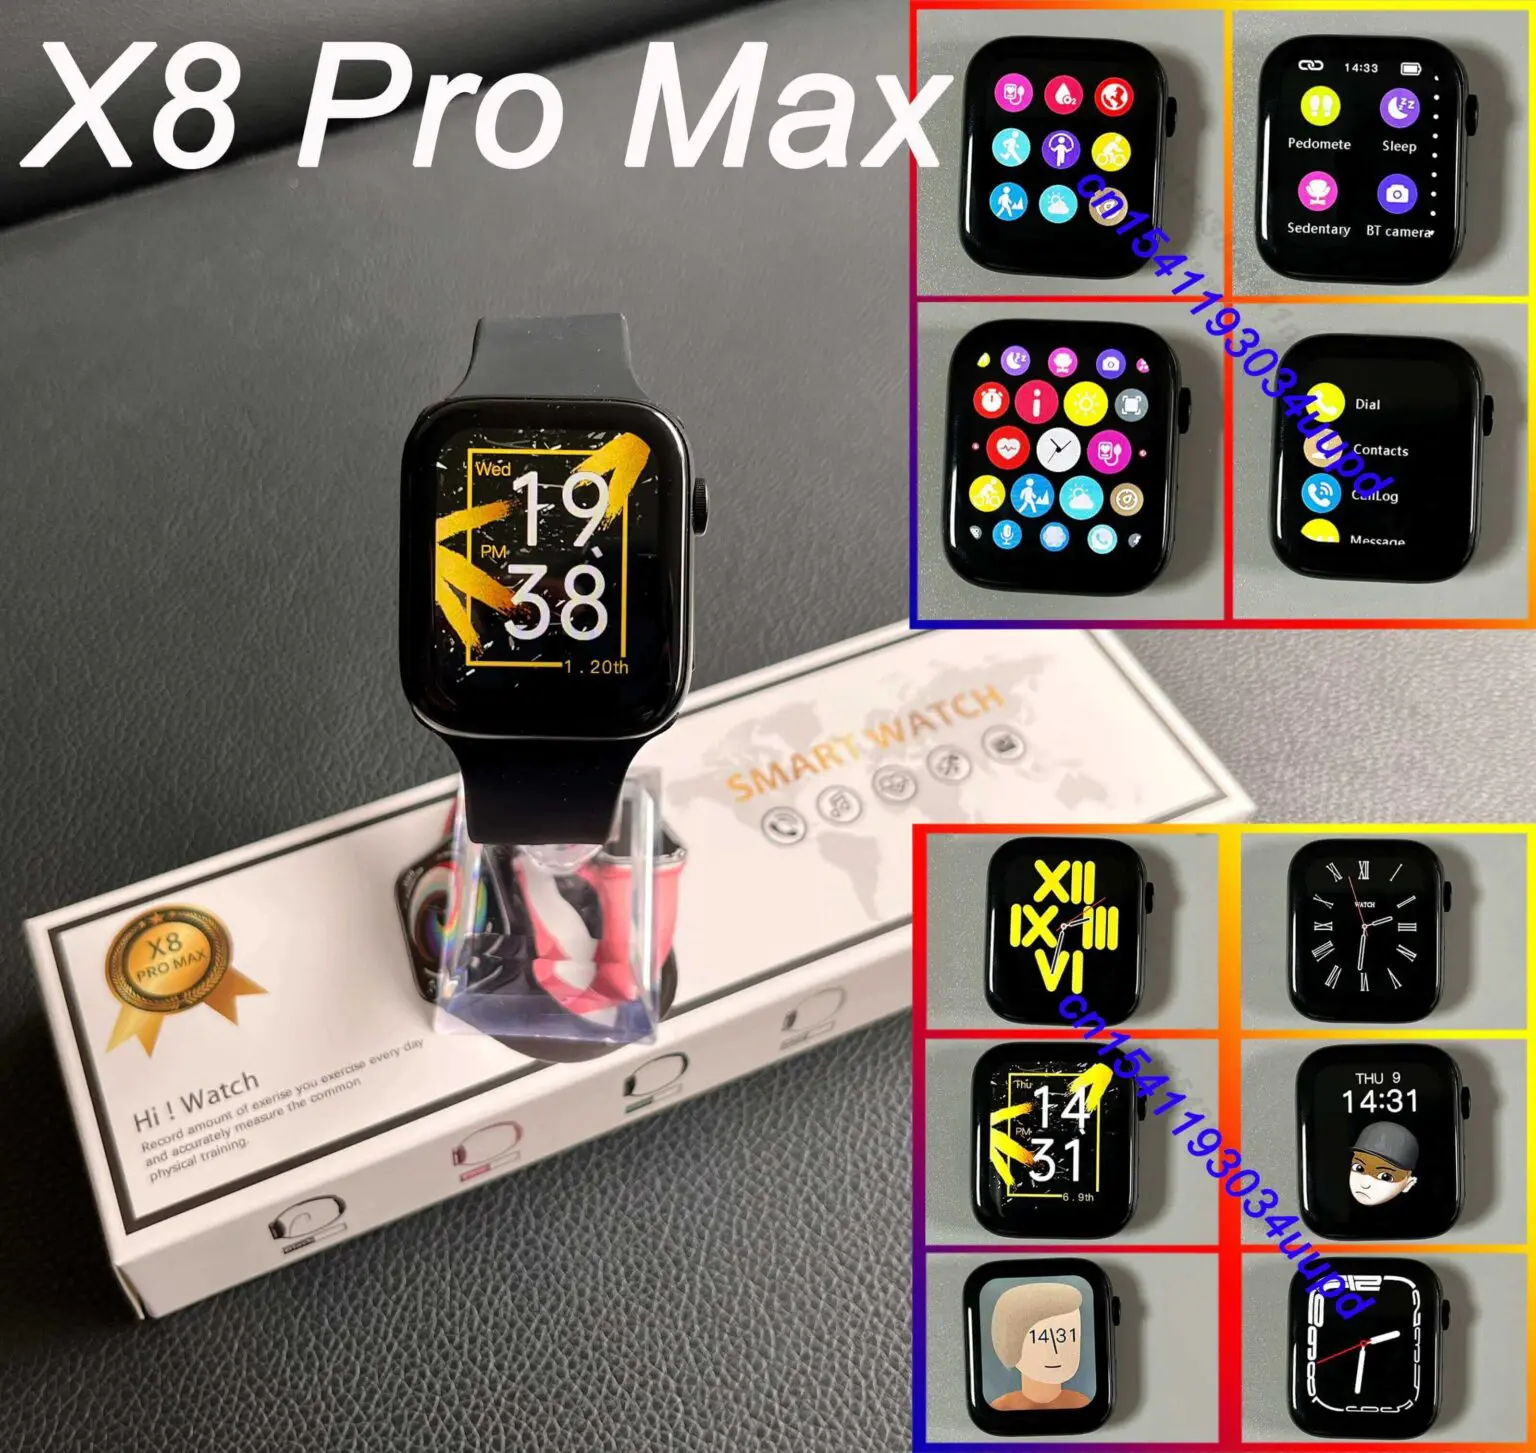 X8 Pro Max
14:33
Pedomete
Sleep
Sedentary
BT camera
Dial
Contacts
CallLog
Message
cn1541193034uupd
Wed
19
PM
38
1.20th
SMART WATCH
X8
PRO MAX
Hi ! Watch
Record amount of exerise you exercise every day
and accurately measure the common
physical training.
XII
IX
III
VI
XII
WATCH
Thu
14
PM
31
6.9th
THU 9
14:31
14\31
12
cn1541193034uupd